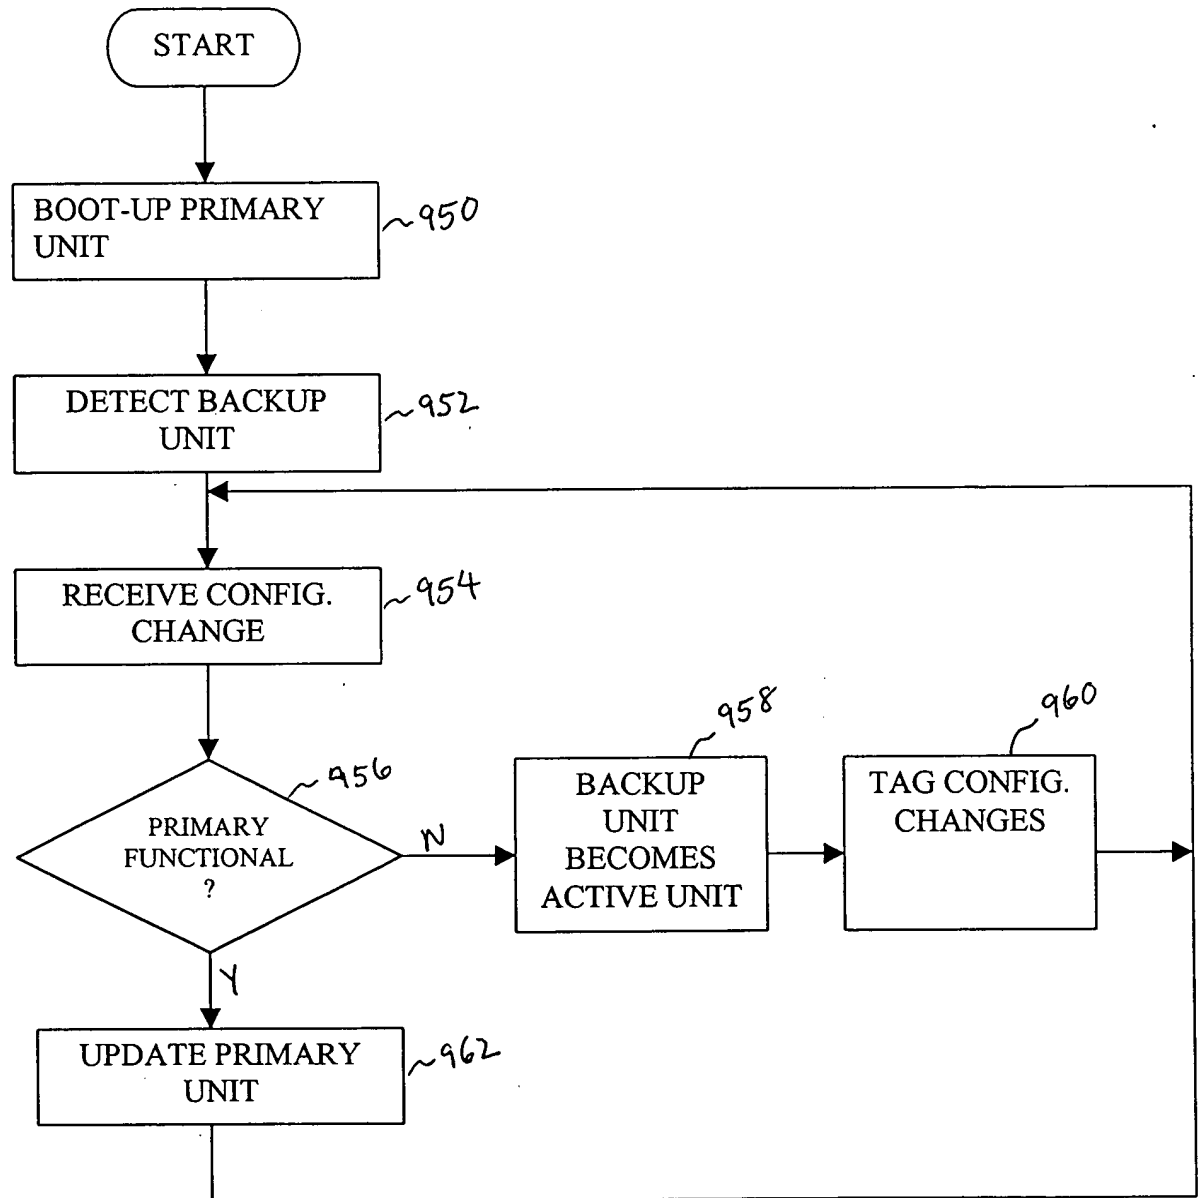 START
BOOT-UP PRIMARY
UNIT
950
DETECT BACKUP
UNIT
952
RECEIVE CONFIG.
CHANGE
954
PRIMARY
FUNCTIONAL
?
956
N
BACKUP
UNIT
BECOMES
ACTIVE UNIT
958
TAG CONFIG.
CHANGES
960
Y
UPDATE PRIMARY
UNIT
962